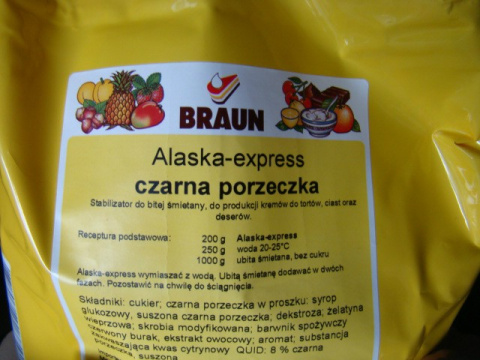 BRAUN
Alaska-express
czarna porzeczka
Stabilizator do bitej śmietany, do produkcji kremów do tortów, ciast oraz
deserów.
Receptura podstawowa: 200 g Alaska-express
250 g woda 20-25°C
1000 g ubita śmietana, bez cukru
Alaska-express wymiaszać z wodą. Ubitą śmietanę dodawać w dwóch
fazach. Pozostawić na chwilę do ściągnięcia.
Składniki: cukier; czarna porzeczka w proszku: syrop
glukozowy, suszona czarna porzeczka; dekstroza; żelatyna
wieprzowa; skrobia modyfikowana; barwnik spożywczy
czerwony burak, ekstrakt owocowy; aromat; substancja
zakwaszająca kwas cytrynowy QUID: 8 % czarna
porzeczka, suszona